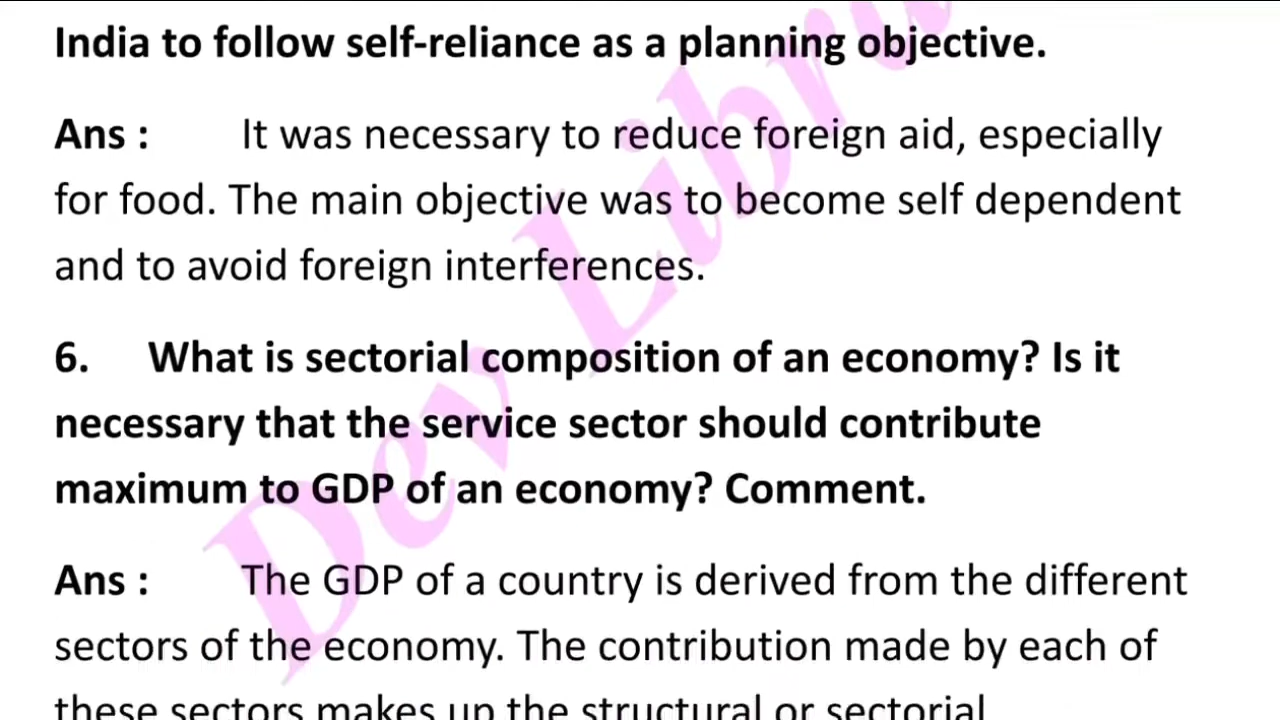 India to follow self-reliance as a planning objective.
Ans : It was necessary to reduce foreign aid, especially
for food. The main objective was to become self dependent
and to avoid foreign interferences.
6. What is sectorial composition of an economy? Is it
necessary that the service sector should contribute
maximum to GDP of an economy? Comment.
Ans : The GDP of a country is derived from the different
sectors of the economy. The contribution made by each of
these sectors makes up the structural or sectorial
Dev Libra